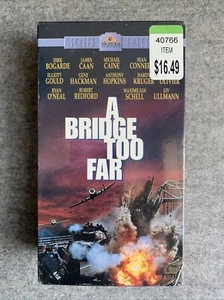 40766
ITEM
$16.49
DIRK BOGARDE JAMES CAAN MICHAEL CAINE SEAN CONNERY
ELLIOTT GOULD GENE HACKMAN ANTHONY HOPKINS HARDY KRUGER OLIVIER
RYAN O'NEAL ROBERT REDFORD MAXIMILIAN SCHELL LIV ULLMANN
A
BRIDGE
TOO
FAR